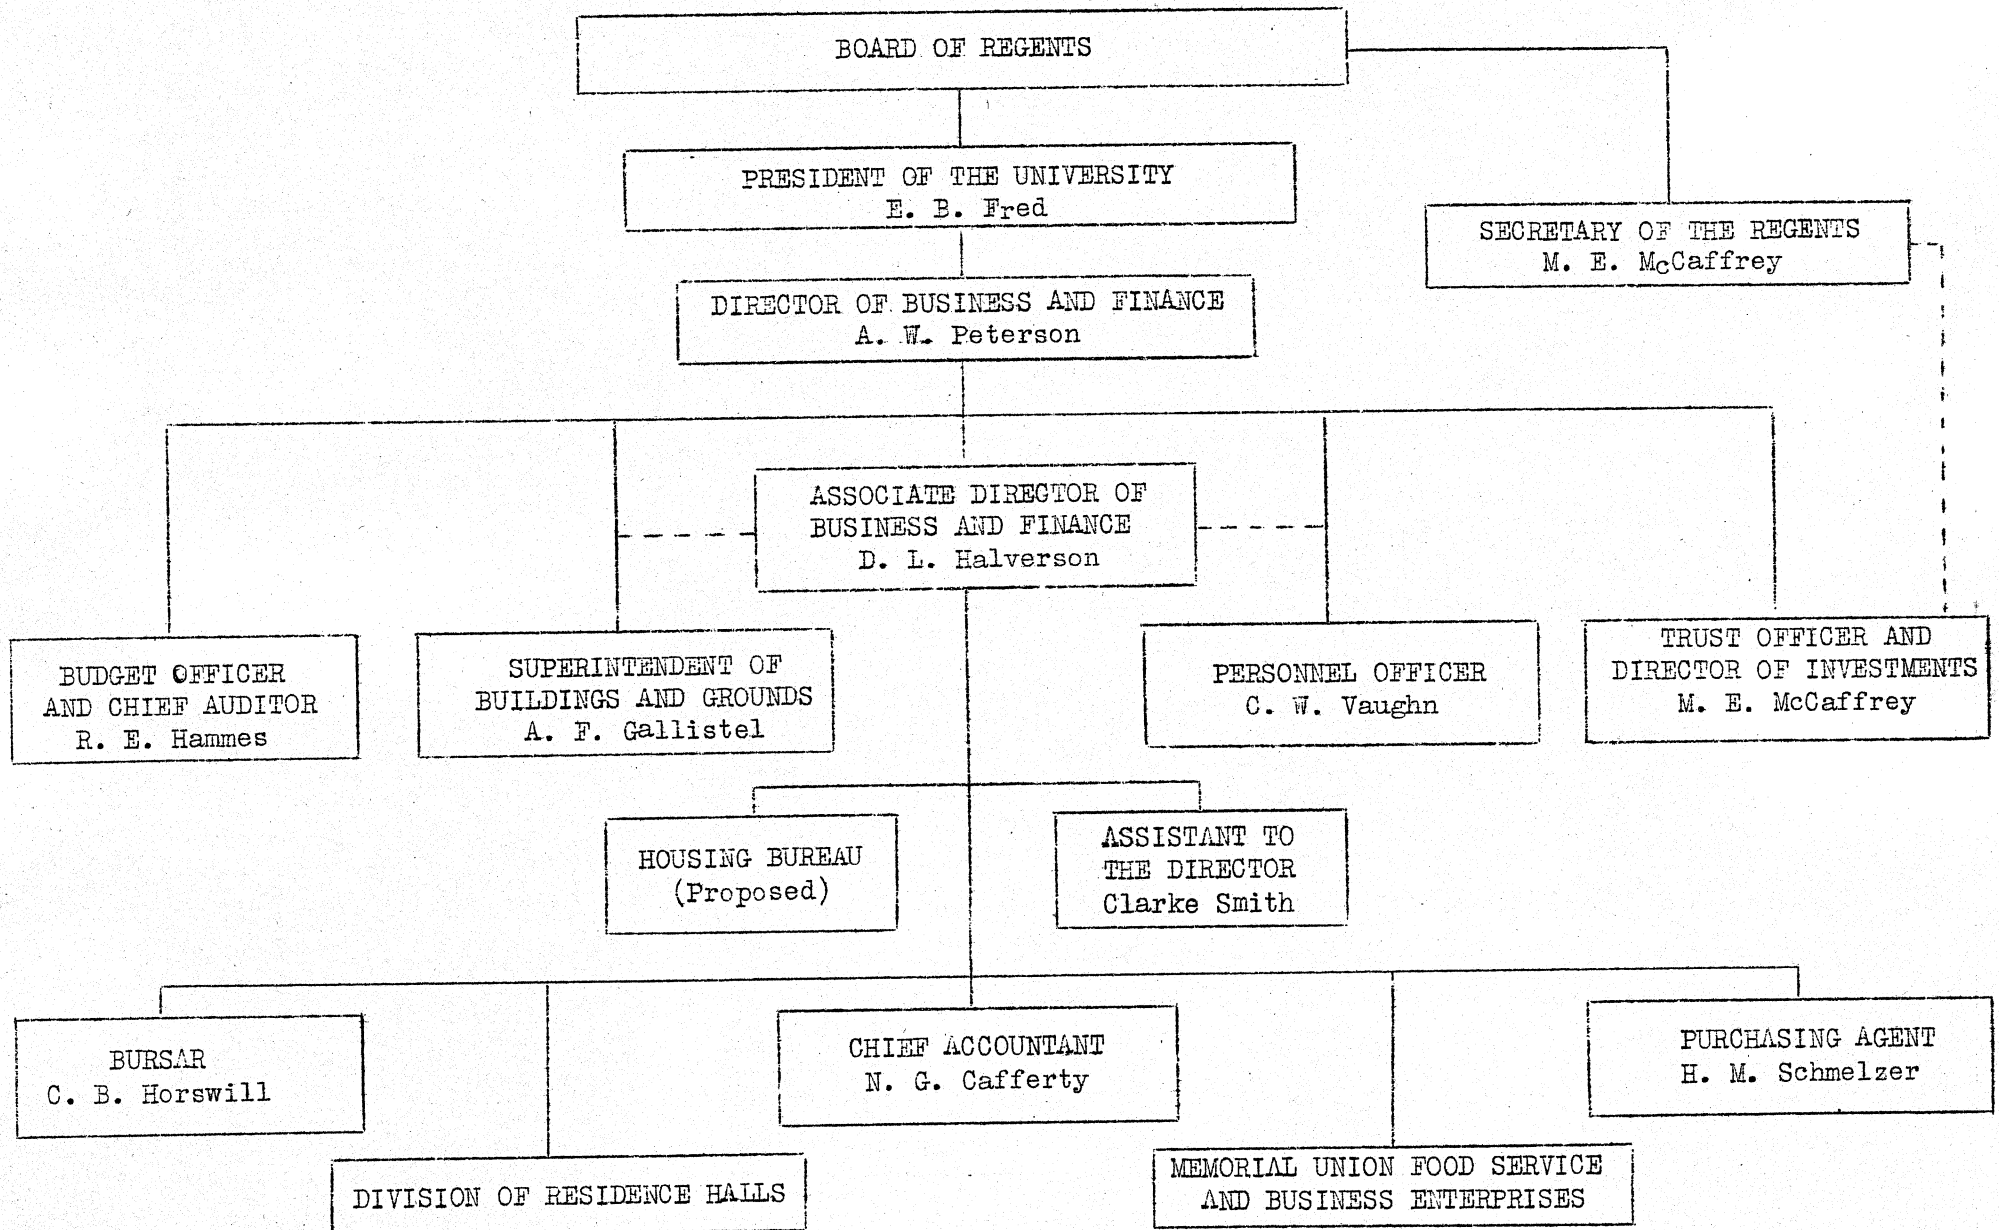 BOARD OF REGENTS
PRESIDENT OF THE UNIVERSITY
E. B. Fred
SECRETARY OF THE REGENTS
M. E. McCaffrey
DIRECTOR OF BUSINESS AND FINANCE
A. W. Peterson
ASSOCIATE DIRECTOR OF
BUSINESS AND FINANCE
D. L. Halverson
BUDGET OFFICER
AND CHIEF AUDITOR
R. E. Hammes
SUPERINTENDENT OF
BUILDINGS AND GROUNDS
A. F. Gallistel
PERSONNEL OFFICER
C. W. Vaughn
TRUST OFFICER AND
DIRECTOR OF INVESTMENTS
M. E. McCaffrey
HOUSING BUREAU
(Proposed)
ASSISTANT TO
THE DIRECTOR
Clarke Smith
BURSAR
C. B. Horswill
CHIEF ACCOUNTANT
N. G. Cafferty
PURCHASING AGENT
H. M. Schmelzer
DIVISION OF RESIDENCE HALLS
MEMORIAL UNION FOOD SERVICE
AND BUSINESS ENTERPRISES